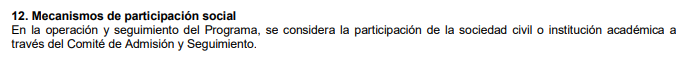 12. Mecanismos de participación social
En la operación y seguimiento del Programa, se considera la participación de la sociedad civil o institución académica a
través del Comité de Admisión y Seguimiento.